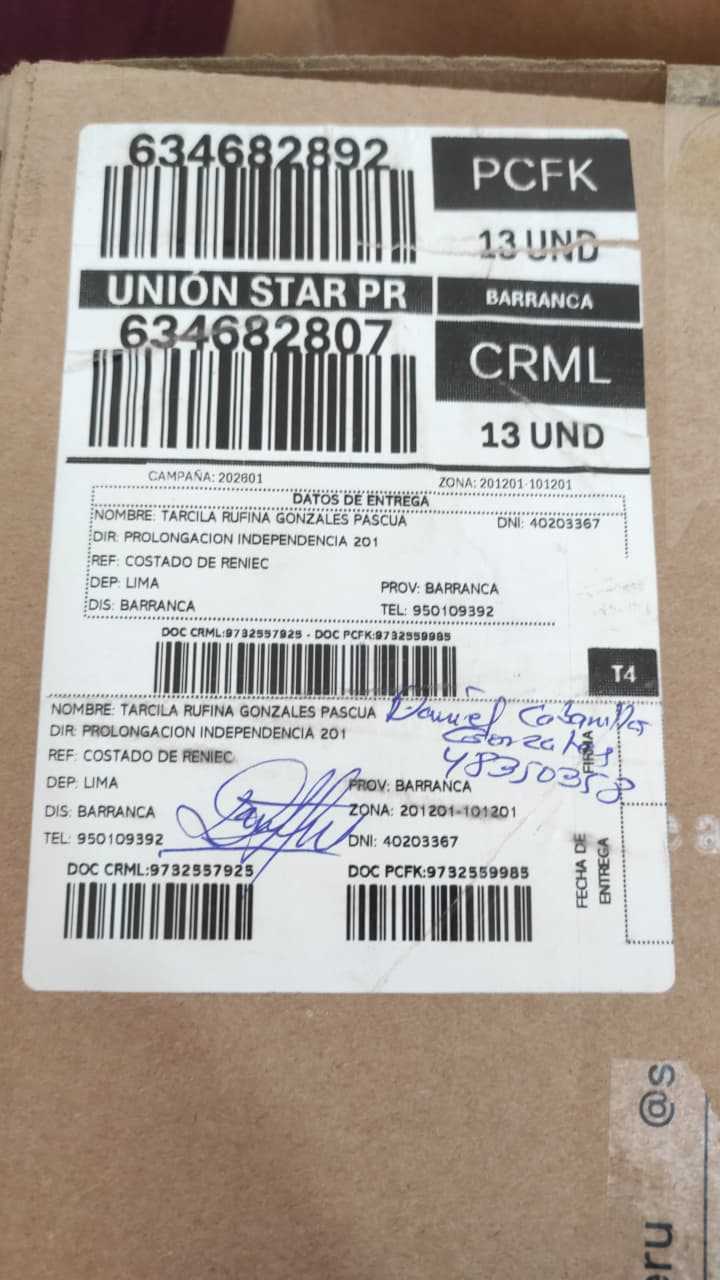 634682892
PCFK
13 UND
UNIÓN STAR PR
BARRANCA
634682807
CRML
13 UND
CAMPAÑA: 202601
ZONA: 201201-101201
DATOS DE ENTREGA
NOMBRE: TARCILA RUFINA GONZALES PASCUA DNI: 40203367
DIR: PROLONGACION INDEPENDENCIA 201
REF: COSTADO DE RENIEC
DEP: LIMA PROV: BARRANCA
DIS: BARRANCA TEL: 950109392
DOC CRML:9732557925 - DOC PCFK:9732559985
T4
NOMBRE: TARCILA RUFINA GONZALES PASCUA
Daniel
48350358
DIR: PROLONGACION INDEPENDENCIA 201
REF: COSTADO DE RENIEC
DEP: LIMA PROV: BARRANCA
DIS: BARRANCA ZONA: 201201-101201
TEL: 950109392 DNI: 40203367
DOC CRML:9732557925 DOC PCFK:9732559985
FIRMA
FECHA DE
ENTREGA
@s
eru